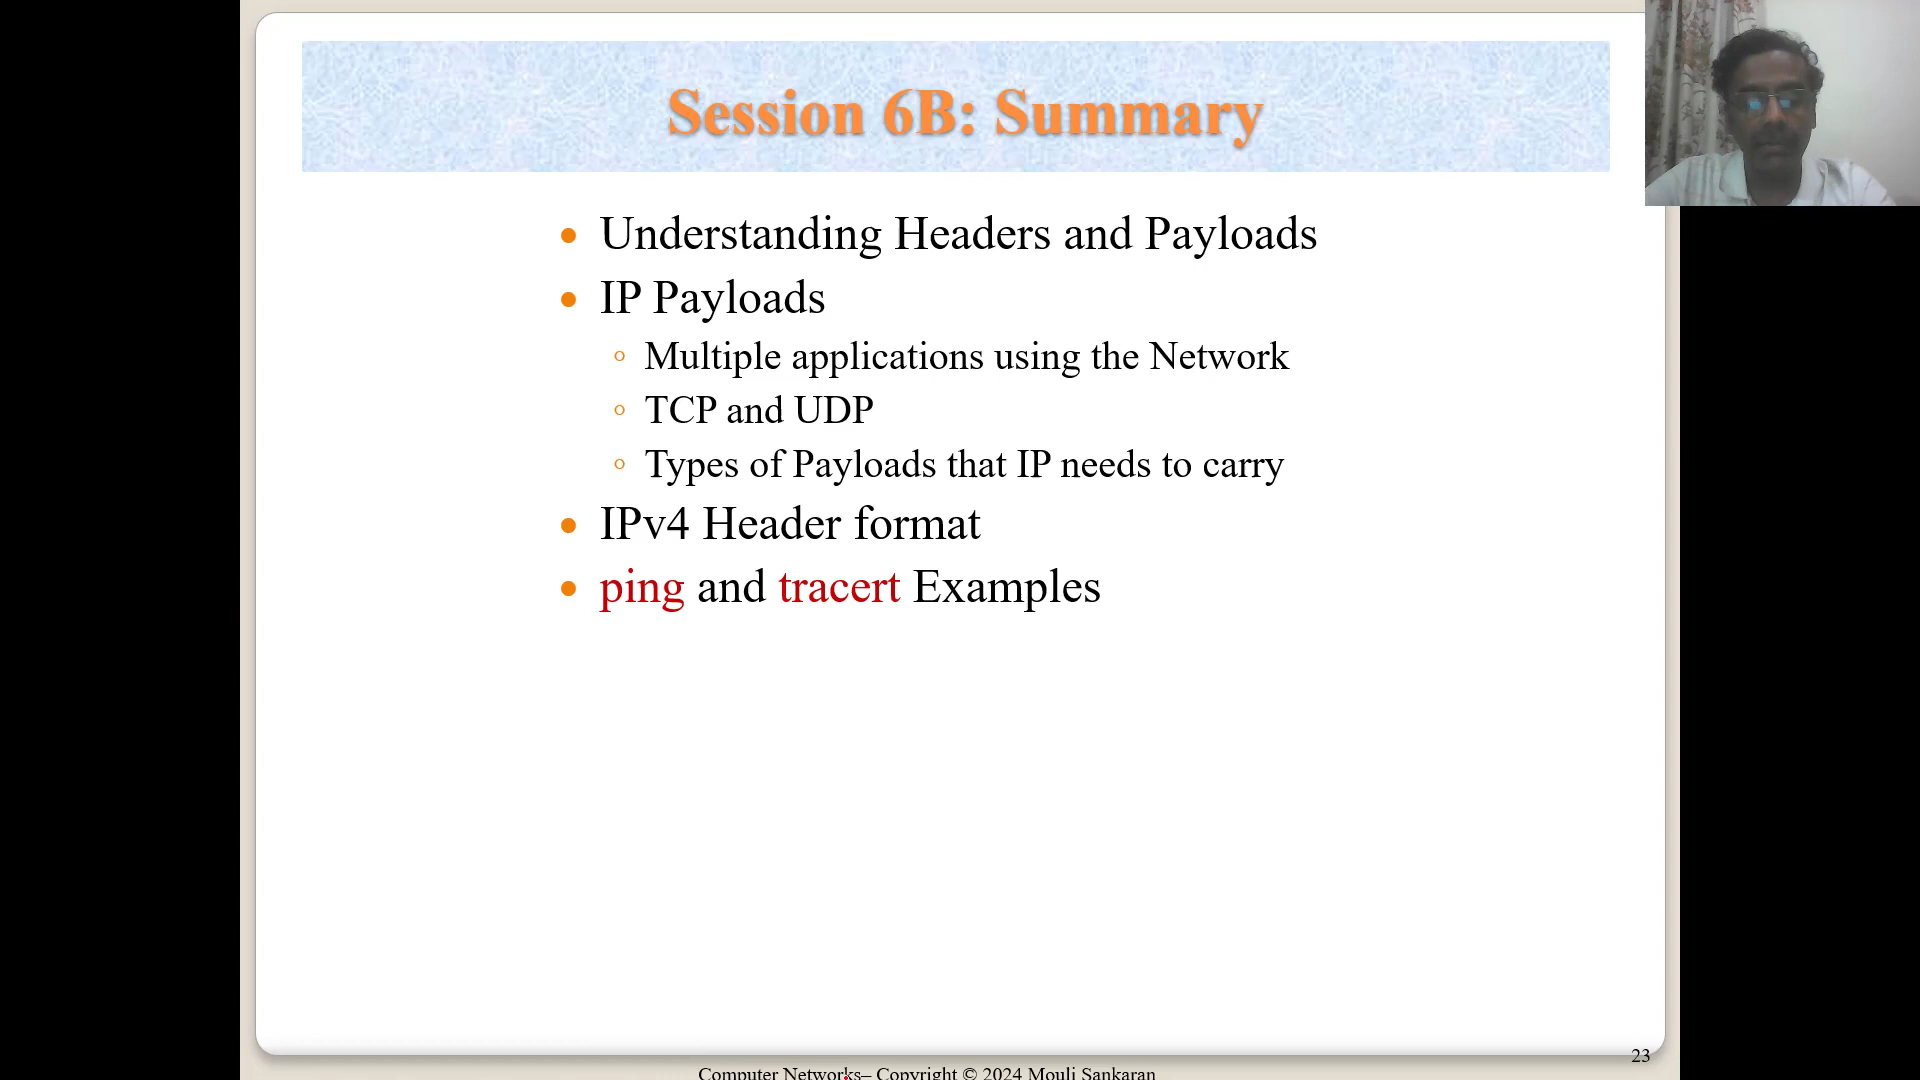 Session 6B: Summary
• Understanding Headers and Payloads
• IP Payloads
◦ Multiple applications using the Network
◦ TCP and UDP
◦ Types of Payloads that IP needs to carry
• IPv4 Header format
• ping and tracert Examples
23
Computer Networks– Copyright © 2024 Mouli Sankaran